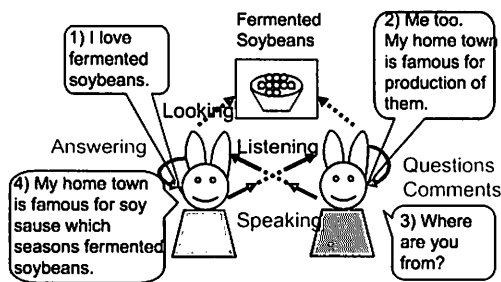 Fermented
Soybeans
1) I love
fermented
soybeans.
2) Me too.
My home town
is famous for
production of
them.
Looking
Answering
Listening
Questions
Comments
4) My home town
is famous for soy
sause which
seasons fermented
soybeans.
Speaking
3) Where
are you
from?